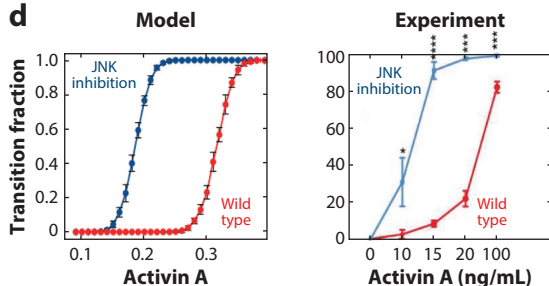 d
Model
Transition fraction
1.0
0.8
0.6
0.4
0.2
0
JNK
inhibition
Wild
type
0.1
0.2
0.3
Activin A
Experiment
100
80
60
40
20
0
JNK
inhibition
*
****
***
***
Wild
type
0
10
15
20
100
Activin A (ng/mL)